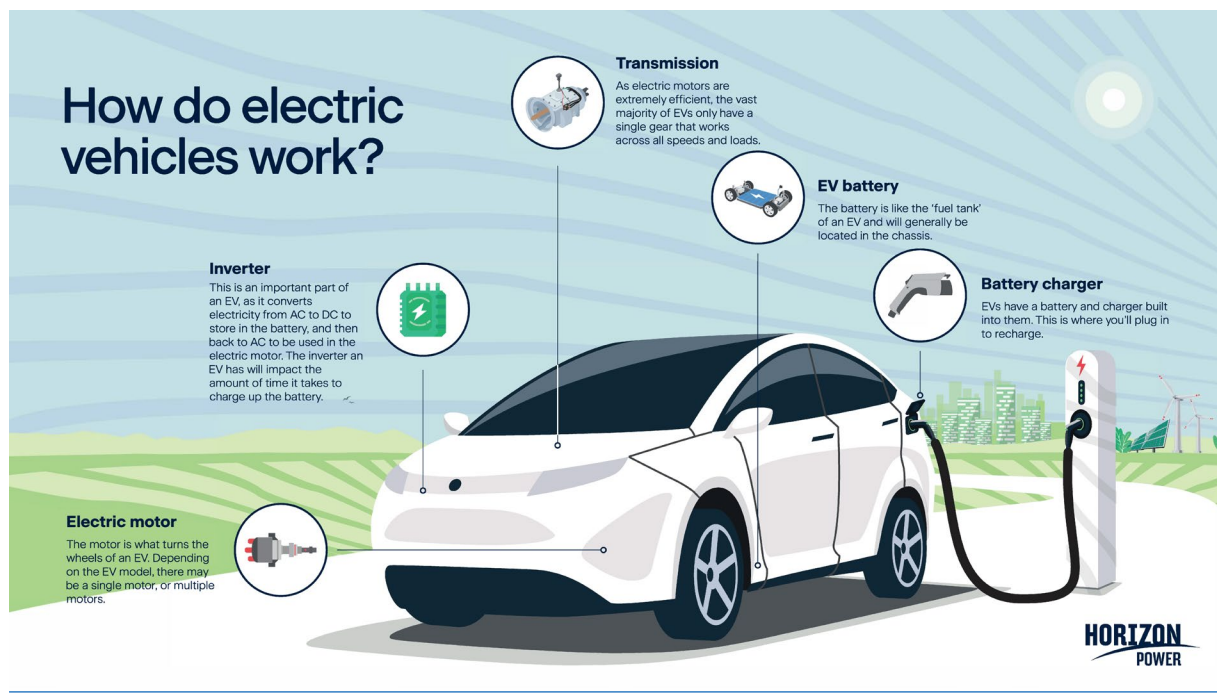 How do electric
vehicles work?
Transmission
As electric motors are
extremely efficient, the vast
majority of EVs only have a
single gear that works
across all speeds and loads.
EV battery
The battery is like the ‘fuel tank’
of an EV and will generally be
located in the chassis.
Inverter
This is an important part of
an EV, as it converts
electricity from AC to DC to
store in the battery, and then
back to AC to be used in the
electric motor. The inverter an
EV has will impact the
amount of time it takes to
charge up the battery.
Battery charger
EVs have a battery and charger built
into them. This is where you’ll plug in
to recharge.
Electric motor
The motor is what turns the
wheels of an EV. Depending
on the EV model, there may
be a single motor, or multiple
motors.
HORIZON
POWER